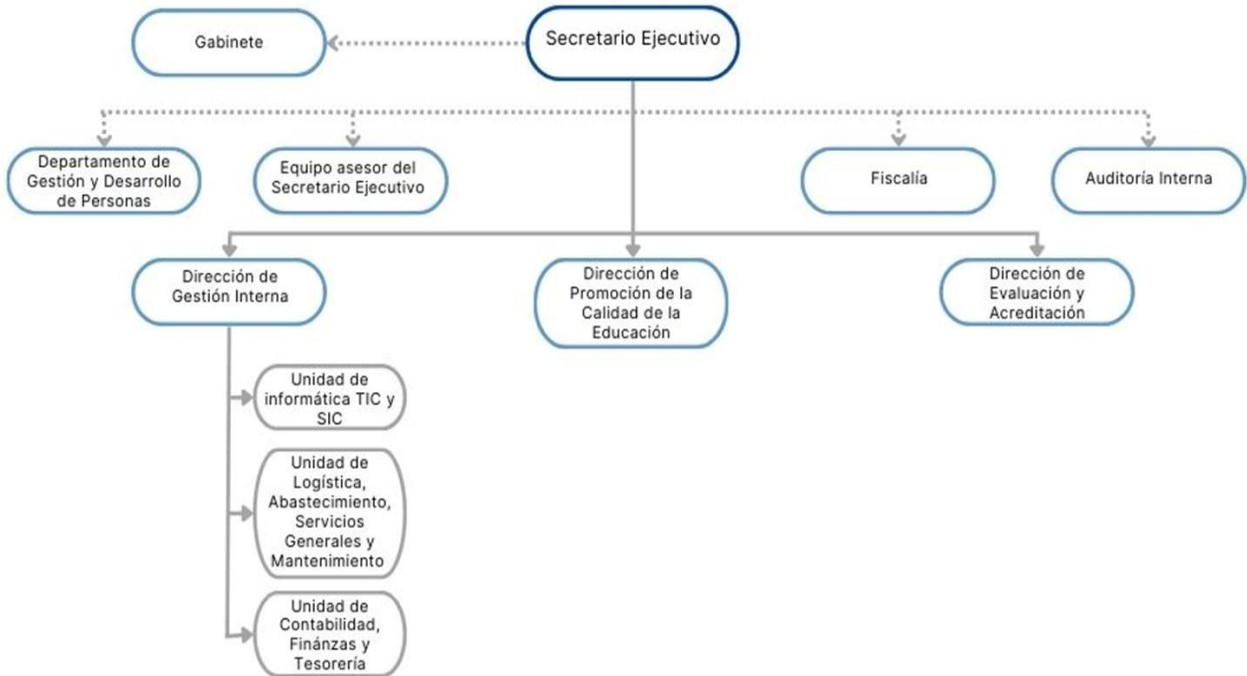 Gabinete
Secretario Ejecutivo
Departamento de
Gestión y Desarrollo
de Personas
Equipo asesor del
Secretario Ejecutivo
Fiscalía
Auditoría Interna
Dirección de
Gestión Interna
Dirección de
Promoción de la
Calidad de la
Educación
Dirección de
Evaluación y
Acreditación
Unidad de
informática TIC y
SIC
Unidad de
Logística,
Abastecimiento,
Servicios
Generales y
Mantenimiento
Unidad de
Contabilidad,
Finánzas y
Tesorería